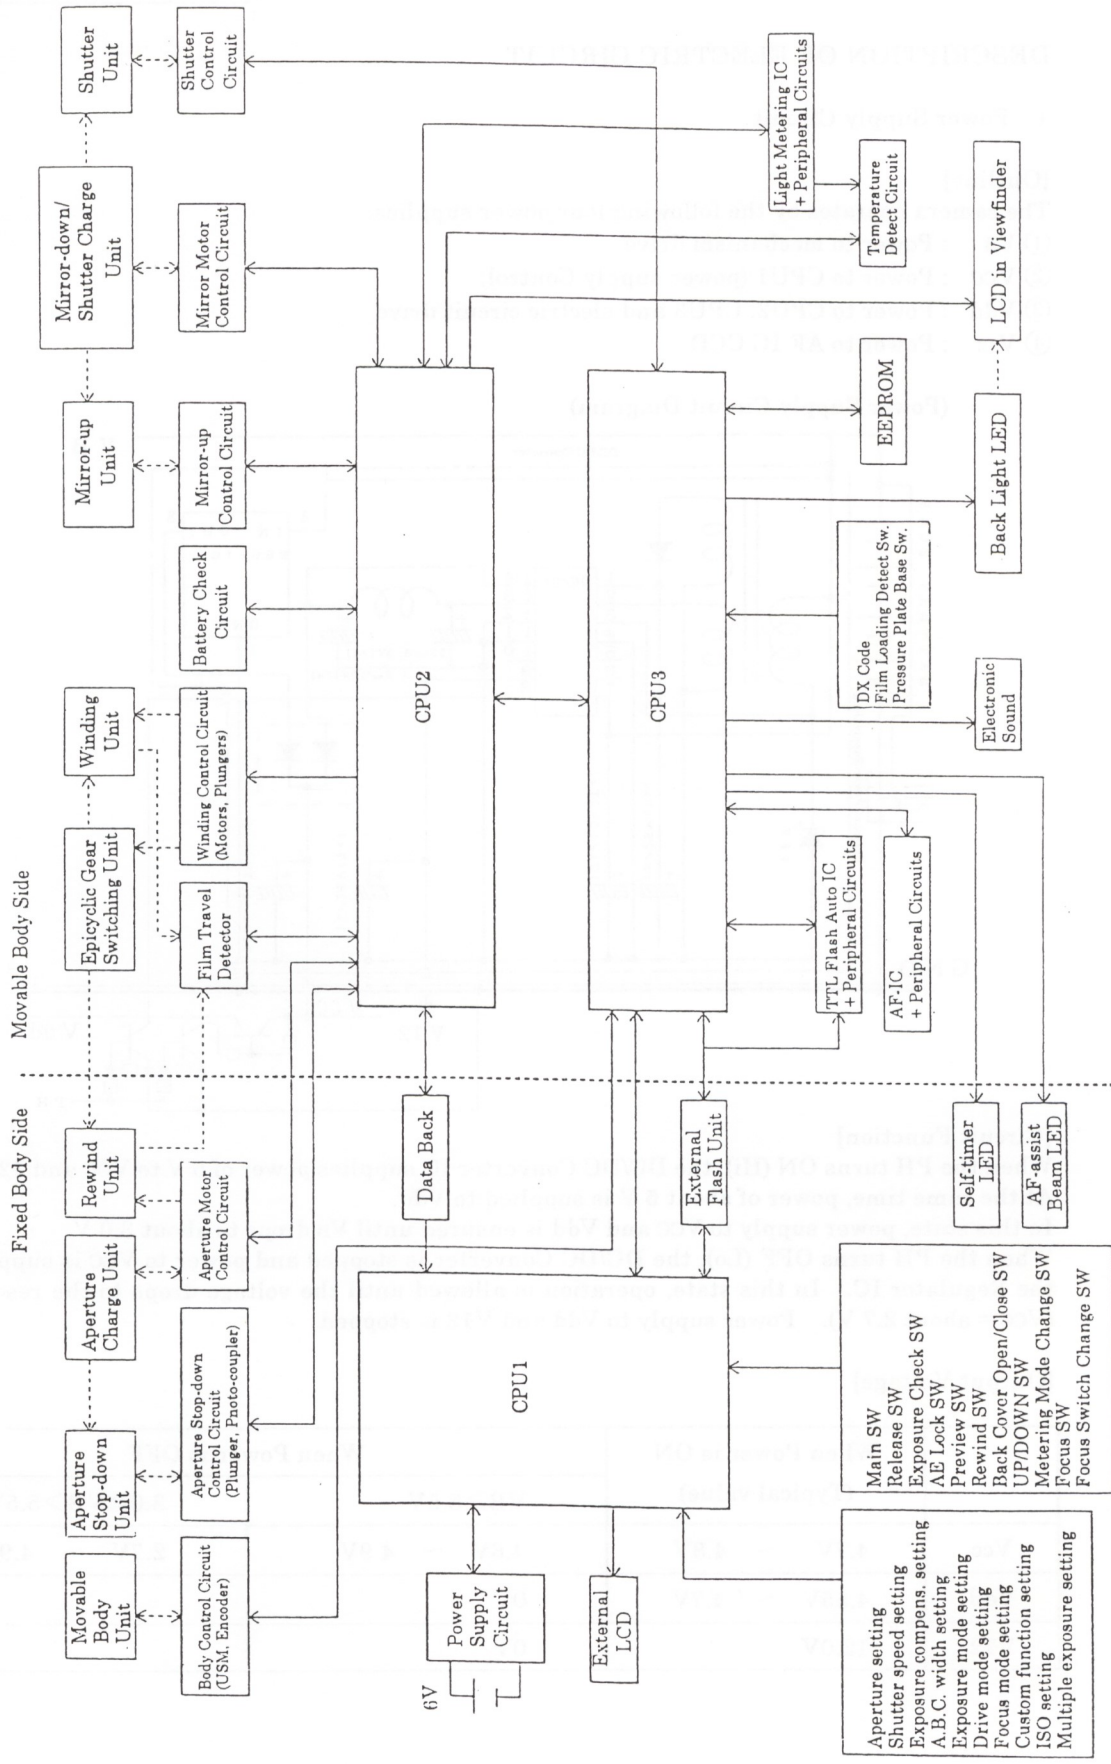 Fixed Body Side
Movable Body Side
Movable
Body
Unit
Aperture
Stop-down
Unit
Aperture
Charge Unit
Rewind
Unit
Epicyclic Gear
Switching Unit
Winding
Unit
Mirror-up
Unit
Mirror-down/
Shutter Charge
Unit
Shutter
Unit
Body Control Circuit
(USM, Encoder)
Aperture Stop-down
Control Circuit
(Plunger, Pnoto-coupler)
Aperture Motor
Control Circuit
Film Travel
Detector
Winding Control Circuit
(Motors, Plungers)
Battery Check
Circuit
Mirror-up
Control Circuit
Mirror Motor
Control Circuit
Shutter
Control
Circuit
6V
Power
Supply
Circuit
CPU1
Data Back
CPU2
External
LCD
External
Flash Unit
CPU3
Light Metering IC
+ Peripheral Circuits
Temperature
Detect Circuit
TTL Flash Auto IC
+ Peripheral Circuits
AF-IC
+ Peripheral Circuits
DX Code
Film Loading Detect Sw.
Pressure Plate Base Sw.
EEPROM
Self-timer
LED
AF-assist
Beam LED
Electronic
Sound
Back Light LED
LCD in Viewfinder
Aperture setting
Shutter speed setting
Exposure compens. setting
A.B.C. width setting
Exposure mode setting
Drive mode setting
Focus mode setting
Custom function setting
ISO setting
Multiple exposure setting
Main SW
Release SW
Exposure Check SW
AE Lock SW
Preview SW
Rewind SW
Back Cover Open/Close SW
UP/DOWN SW
Metering Mode Change SW
Focus SW
Focus Switch Change SW